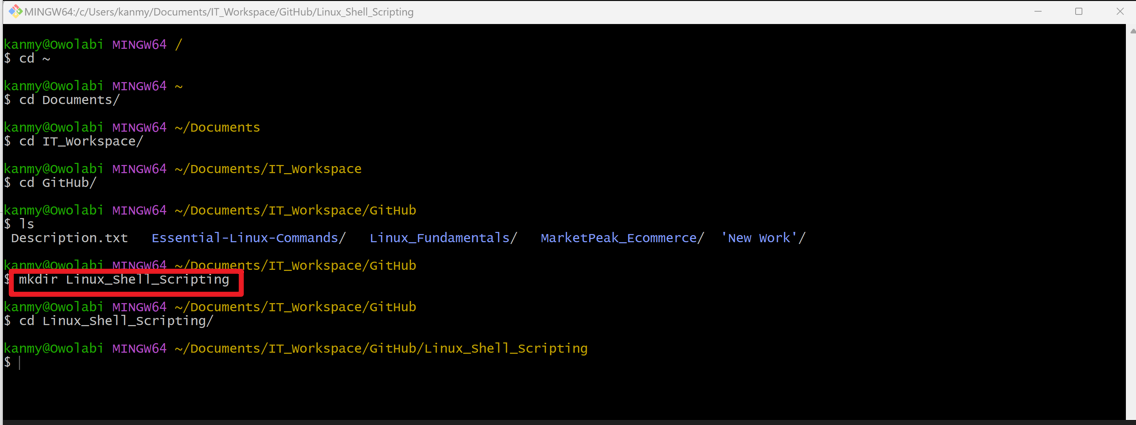 MINGW64:/c/Users/kanmy/Documents/IT_Workspace/GitHub/Linux_Shell_Scripting
kanmy@Owolabi MINGW64 /
$ cd ~
kanmy@Owolabi MINGW64 ~
$ cd Documents/
kanmy@Owolabi MINGW64 ~/Documents
$ cd IT_Workspace/
kanmy@Owolabi MINGW64 ~/Documents/IT_Workspace
$ cd GitHub/
kanmy@Owolabi MINGW64 ~/Documents/IT_Workspace/GitHub
$ ls
Description.txt   Essential-Linux-Commands/   Linux_Fundamentals/   MarketPeak_Ecommerce/  'New Work'/
kanmy@Owolabi MINGW64 ~/Documents/IT_Workspace/GitHub
$ mkdir Linux_Shell_Scripting
kanmy@Owolabi MINGW64 ~/Documents/IT_Workspace/GitHub
$ cd Linux_Shell_Scripting/
kanmy@Owolabi MINGW64 ~/Documents/IT_Workspace/GitHub/Linux_Shell_Scripting
$